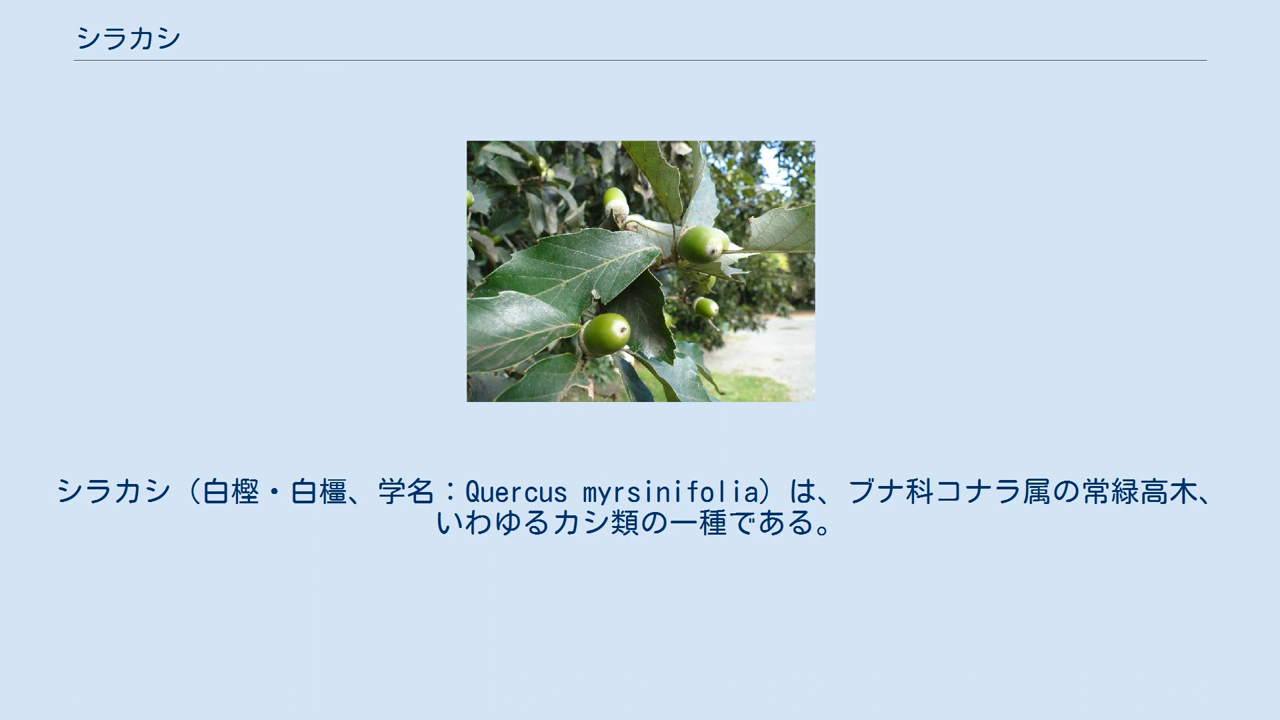 シラカシ
シラカシ（白樫・白橿、学名：Quercus myrsinifolia）は、ブナ科コナラ属の常緑高木、
いわゆるカシ類の一種である。